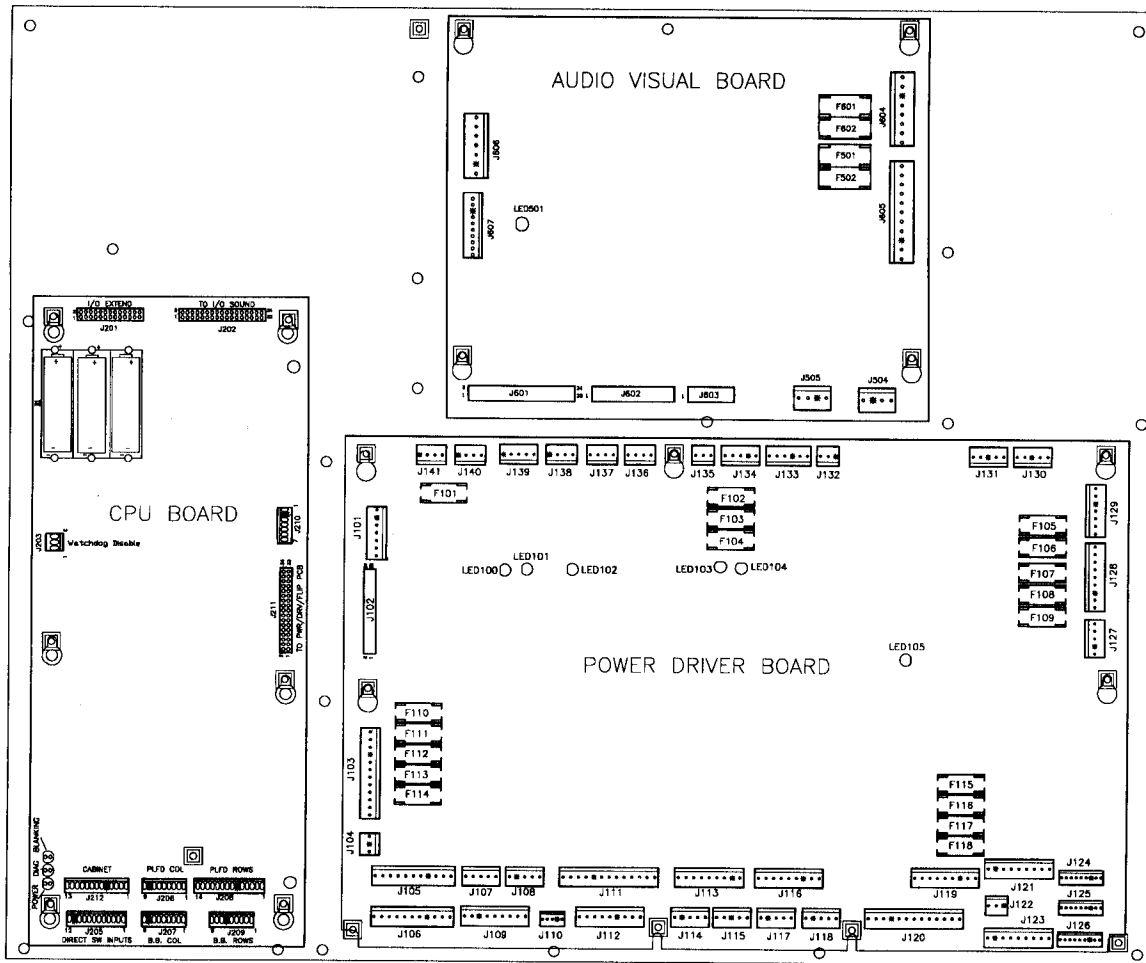 AUDIO VISUAL BOARD
F601
F602
F501
F502
J604
J605
J606
J607
LED501
J601
J602
J603
J505
J504
34
1
1
I/O EXTEND
J201
TO I/O SOUND
J202
CPU BOARD
J203
Watchdog Disable
J210
J211
TO PWR/DRV/FLIP PCB
POWER DIAG BLANKING
CABINET
J212
PLFD COL
J206
PLFD ROWS
J208
J205
DIRECT SW INPUTS
J207
B.B. COL
J209
B.B. ROWS
J141
J140
J139
J138
J137
J136
J135
J134
J133
J132
J131
J130
F101
F102
F103
F104
J101
J102
LED100
LED101
LED102
LED103
LED104
LED105
F105
F106
F107
F108
F109
J129
J128
J127
POWER DRIVER BOARD
F110
F111
F112
F113
F114
J103
J104
F115
F116
F117
F118
J105
J107
J108
J111
J113
J116
J119
J121
J124
J125
J122
J123
J126
J106
J109
J110
J112
J114
J115
J117
J118
J120